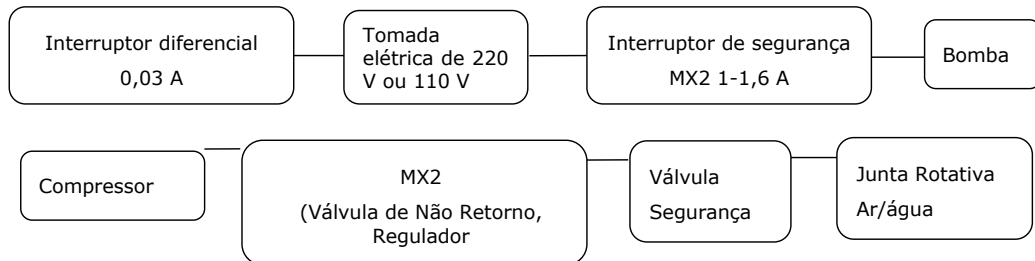 Interruptor diferencial
0,03 A
Tomada
elétrica de 220
V ou 110 V
Interruptor de segurança
MX2 1-1,6 A
Bomba
Compressor
MX2
(Válvula de Não Retorno,
Regulador
Válvula
Segurança
Junta Rotativa
Ar/água